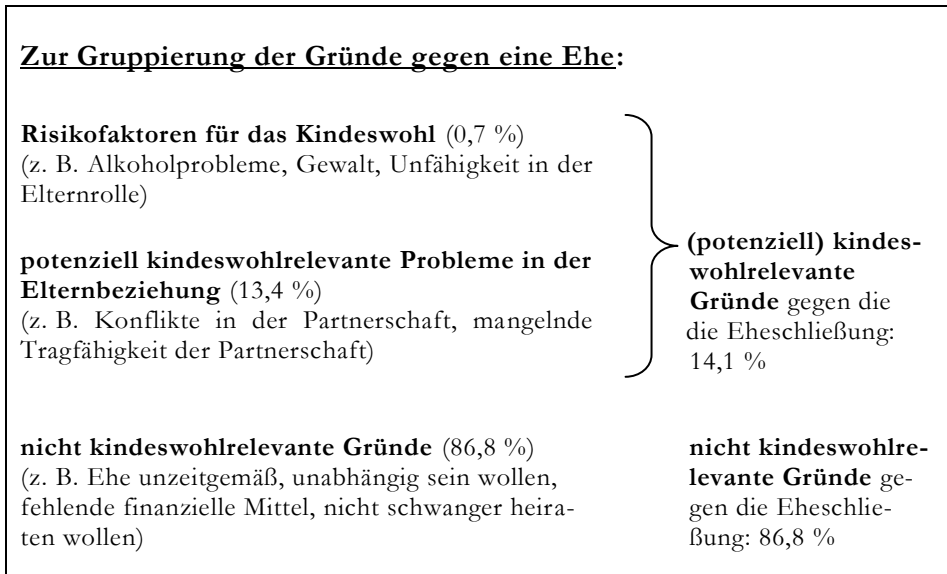 Zur Gruppierung der Gründe gegen eine Ehe:
Risikofaktoren für das Kindeswohl (0,7 %)
(z. B. Alkoholprobleme, Gewalt, Unfähigkeit in der
Elternrolle)
potenziell kindeswohlrelevante Probleme in der
Elternbeziehung (13,4 %)
(z. B. Konflikte in der Partnerschaft, mangelnde
Tragfähigkeit der Partnerschaft)
(potenziell) kindes-
wohlrelevante
Gründe gegen die
die Eheschließung:
14,1 %
nicht kindeswohlrelevante Gründe (86,8 %)
(z. B. Ehe unzeitgemäß, unabhängig sein wollen,
fehlende finanzielle Mittel, nicht schwanger heira-
ten wollen)
nicht kindeswohlre-
levante Gründe ge-
gen die Eheschlie-
ßung: 86,8 %